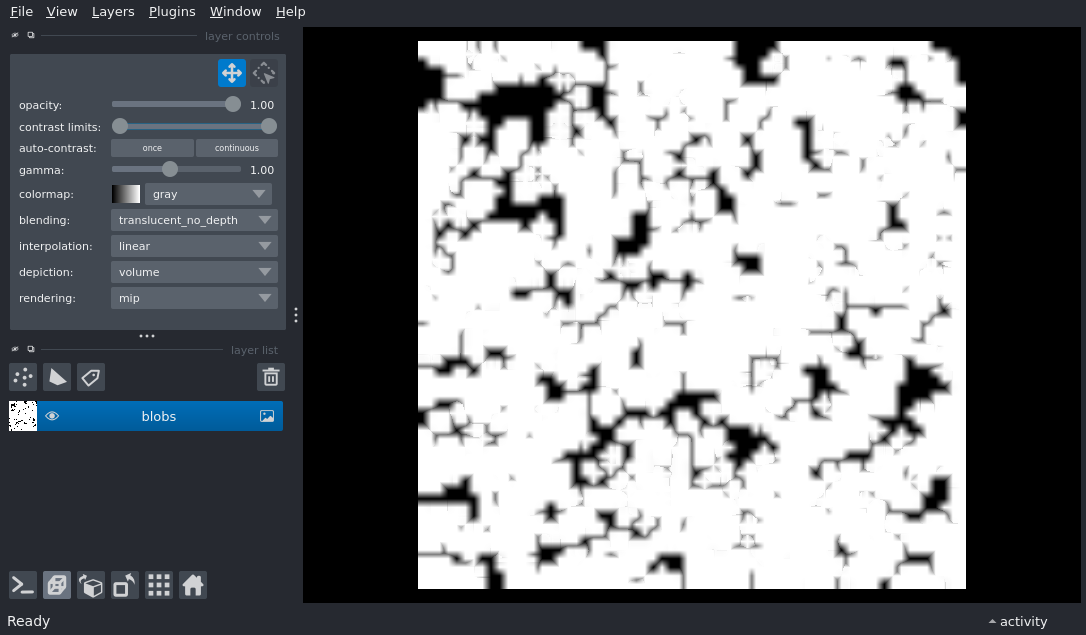 File View Layers Plugins Window Help
layer controls
opacity: 1.00
contrast limits:
auto-contrast: once continuous
gamma: 1.00
colormap: gray
blending: translucent_no_depth
interpolation: linear
depiction: volume
rendering: mip
layer list
blobs
Ready activity